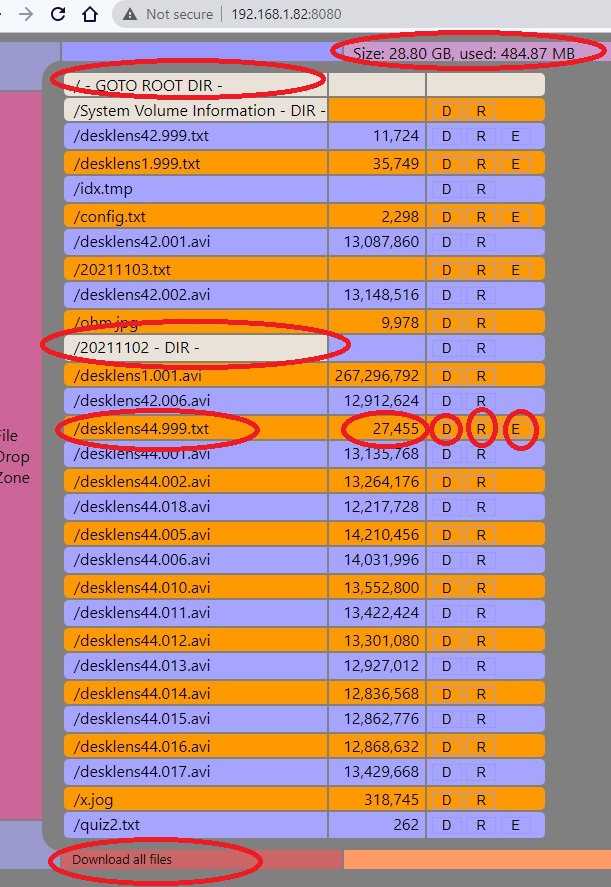 Not secure | 192.168.1.82:8080
Size: 28.80 GB, used: 484.87 MB
/ - GOTO ROOT DIR -
/System Volume Information - DIR - D R
/desklens42.999.txt 11,724 D R E
/desklens1.999.txt 35,749 D R E
/idx.tmp D R
/config.txt 2,298 D R E
/desklens42.001.avi 13,087,860 D R
/20211103.txt D R E
/desklens42.002.avi 13,148,516 D R
/ohm.jpg 9,978 D R
/20211102 - DIR - D R
/desklens1.001.avi 267,296,792 D R
/desklens42.006.avi 12,912,624 D R
/desklens44.999.txt 27,455 D R E
/desklens44.001.avi 13,135,768 D R
/desklens44.002.avi 13,264,176 D R
/desklens44.018.avi 12,217,728 D R
/desklens44.005.avi 14,210,456 D R
/desklens44.006.avi 14,031,996 D R
/desklens44.010.avi 13,552,800 D R
/desklens44.011.avi 13,422,424 D R
/desklens44.012.avi 13,301,080 D R
/desklens44.013.avi 12,927,012 D R
/desklens44.014.avi 12,836,568 D R
/desklens44.015.avi 12,862,776 D R
/desklens44.016.avi 12,868,632 D R
/desklens44.017.avi 13,429,668 D R
/x.jog 318,745 D R
/quiz2.txt 262 D R E
File
Drop
Zone
Download all files